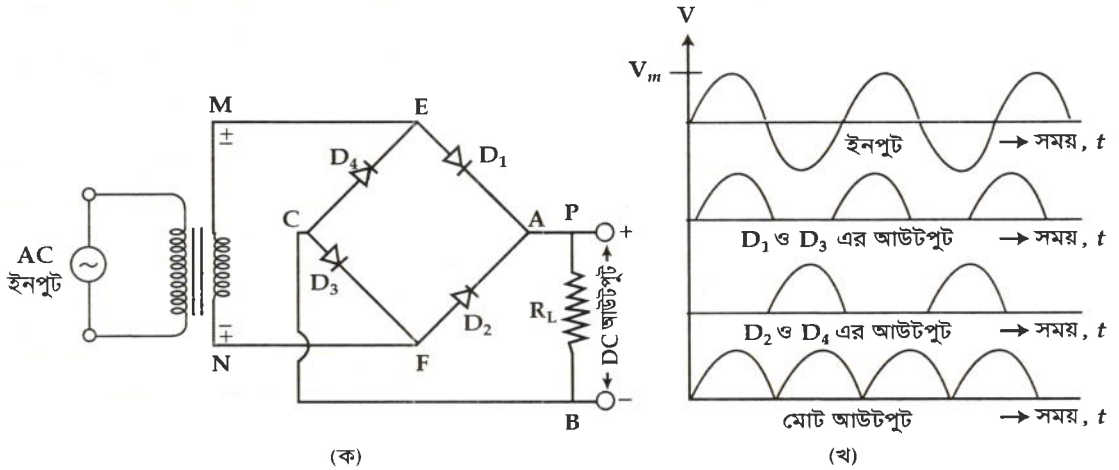 M
±
E
D₄
D₁
C
A
P
+
AC
ইনপুট
~
D₃
D₂
R_L
DC আউটপুট
∓
N
F
B
−
(ক)
V
Vₘ
ইনপুট
→ সময়, t
D₁ ও D₃ এর আউটপুট
→ সময়, t
D₂ ও D₄ এর আউটপুট
→ সময়, t
মোট আউটপুট
→ সময়, t
(খ)